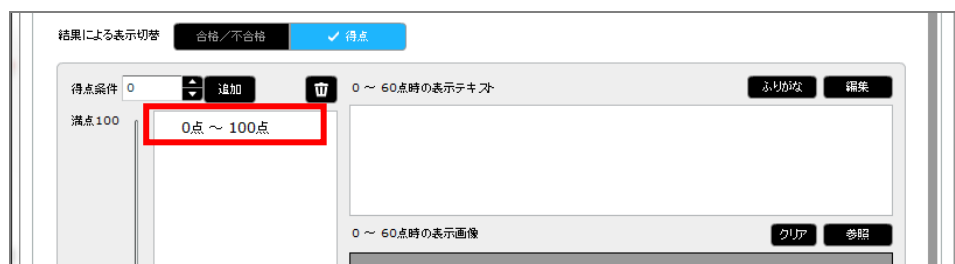 結果による表示切替 合格／不合格 得点
得点条件 0 追加 0 ～ 60点時の表示テキスト ふりがな 編集
満点100 0点 ～ 100点
0 ～ 60点時の表示画像 クリア 参照